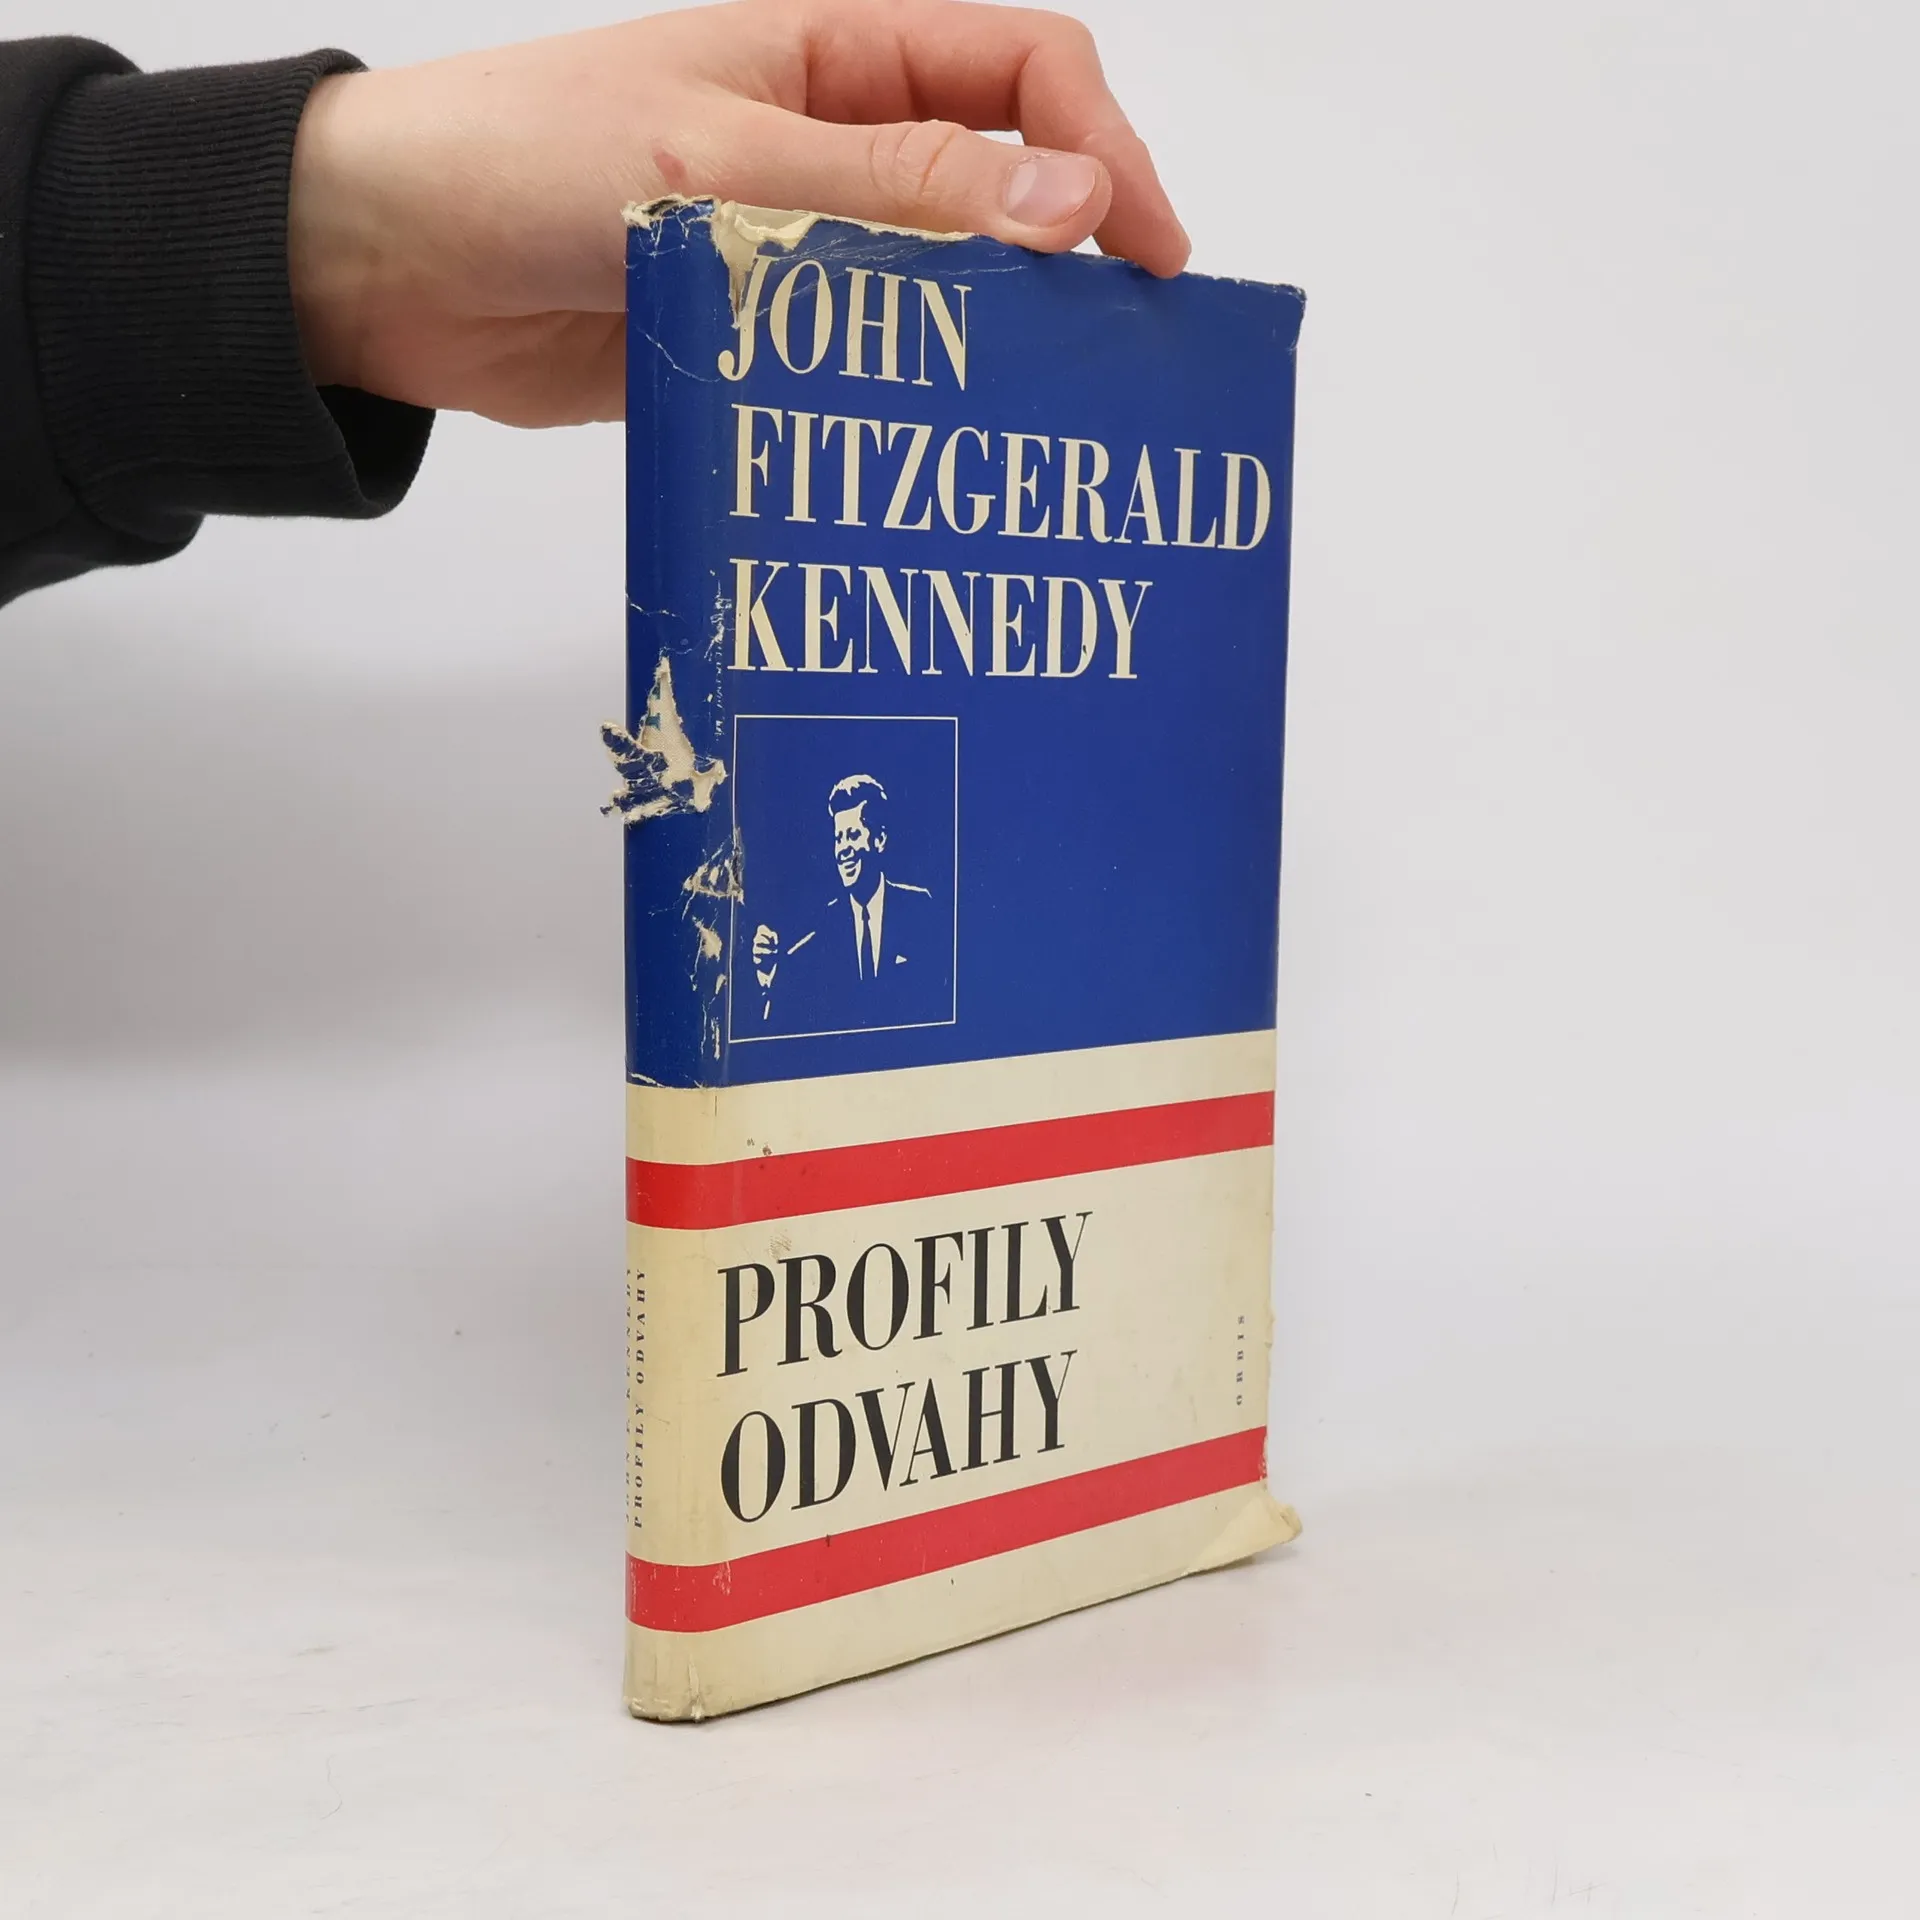 JOHN
FITZGERALD
KENNEDY
PROFILY
ODVAHY
ORBIS
JOHN F. KENNEDY
PROFILY ODVAHY